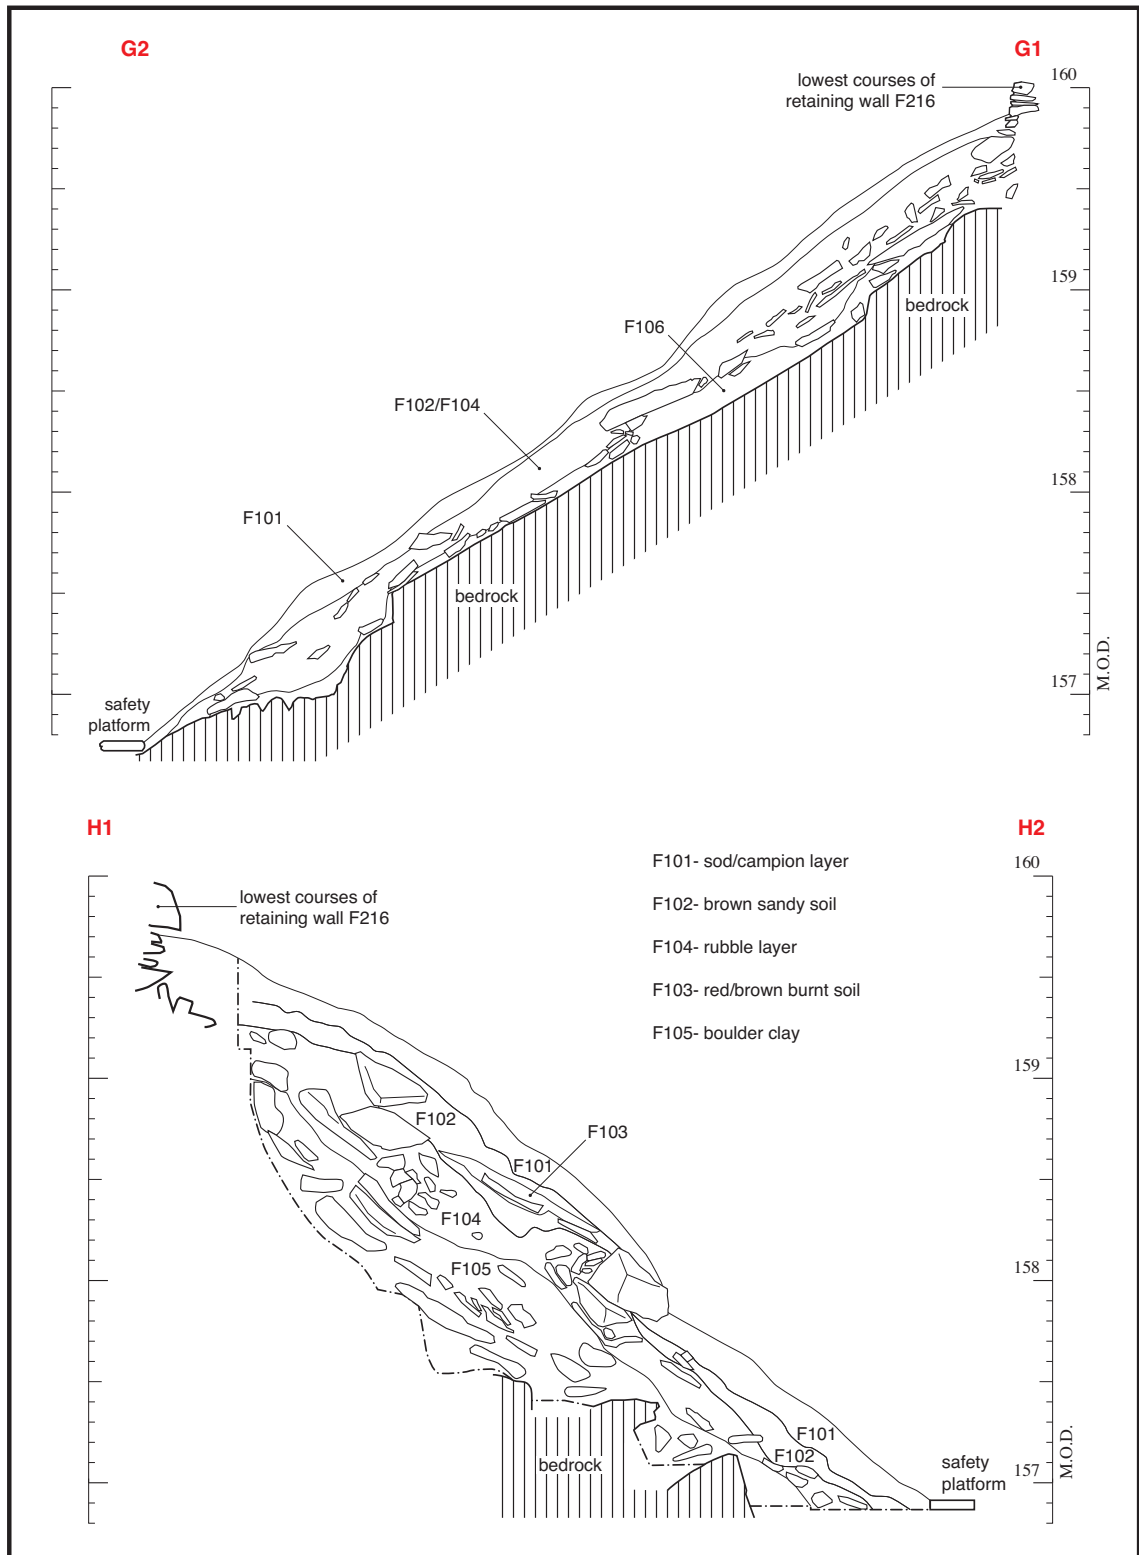 G2
G1
lowest courses of
retaining wall F216
160
159
bedrock
F106
F102/F104
158
F101
bedrock
157
M.O.D.
safety
platform
H1
H2
F101- sod/campion layer
160
lowest courses of
retaining wall F216
F102- brown sandy soil
F104- rubble layer
F103- red/brown burnt soil
F105- boulder clay
159
F102
F103
F101
F104
F105
158
F101
F102
bedrock
safety
platform
157
M.O.D.